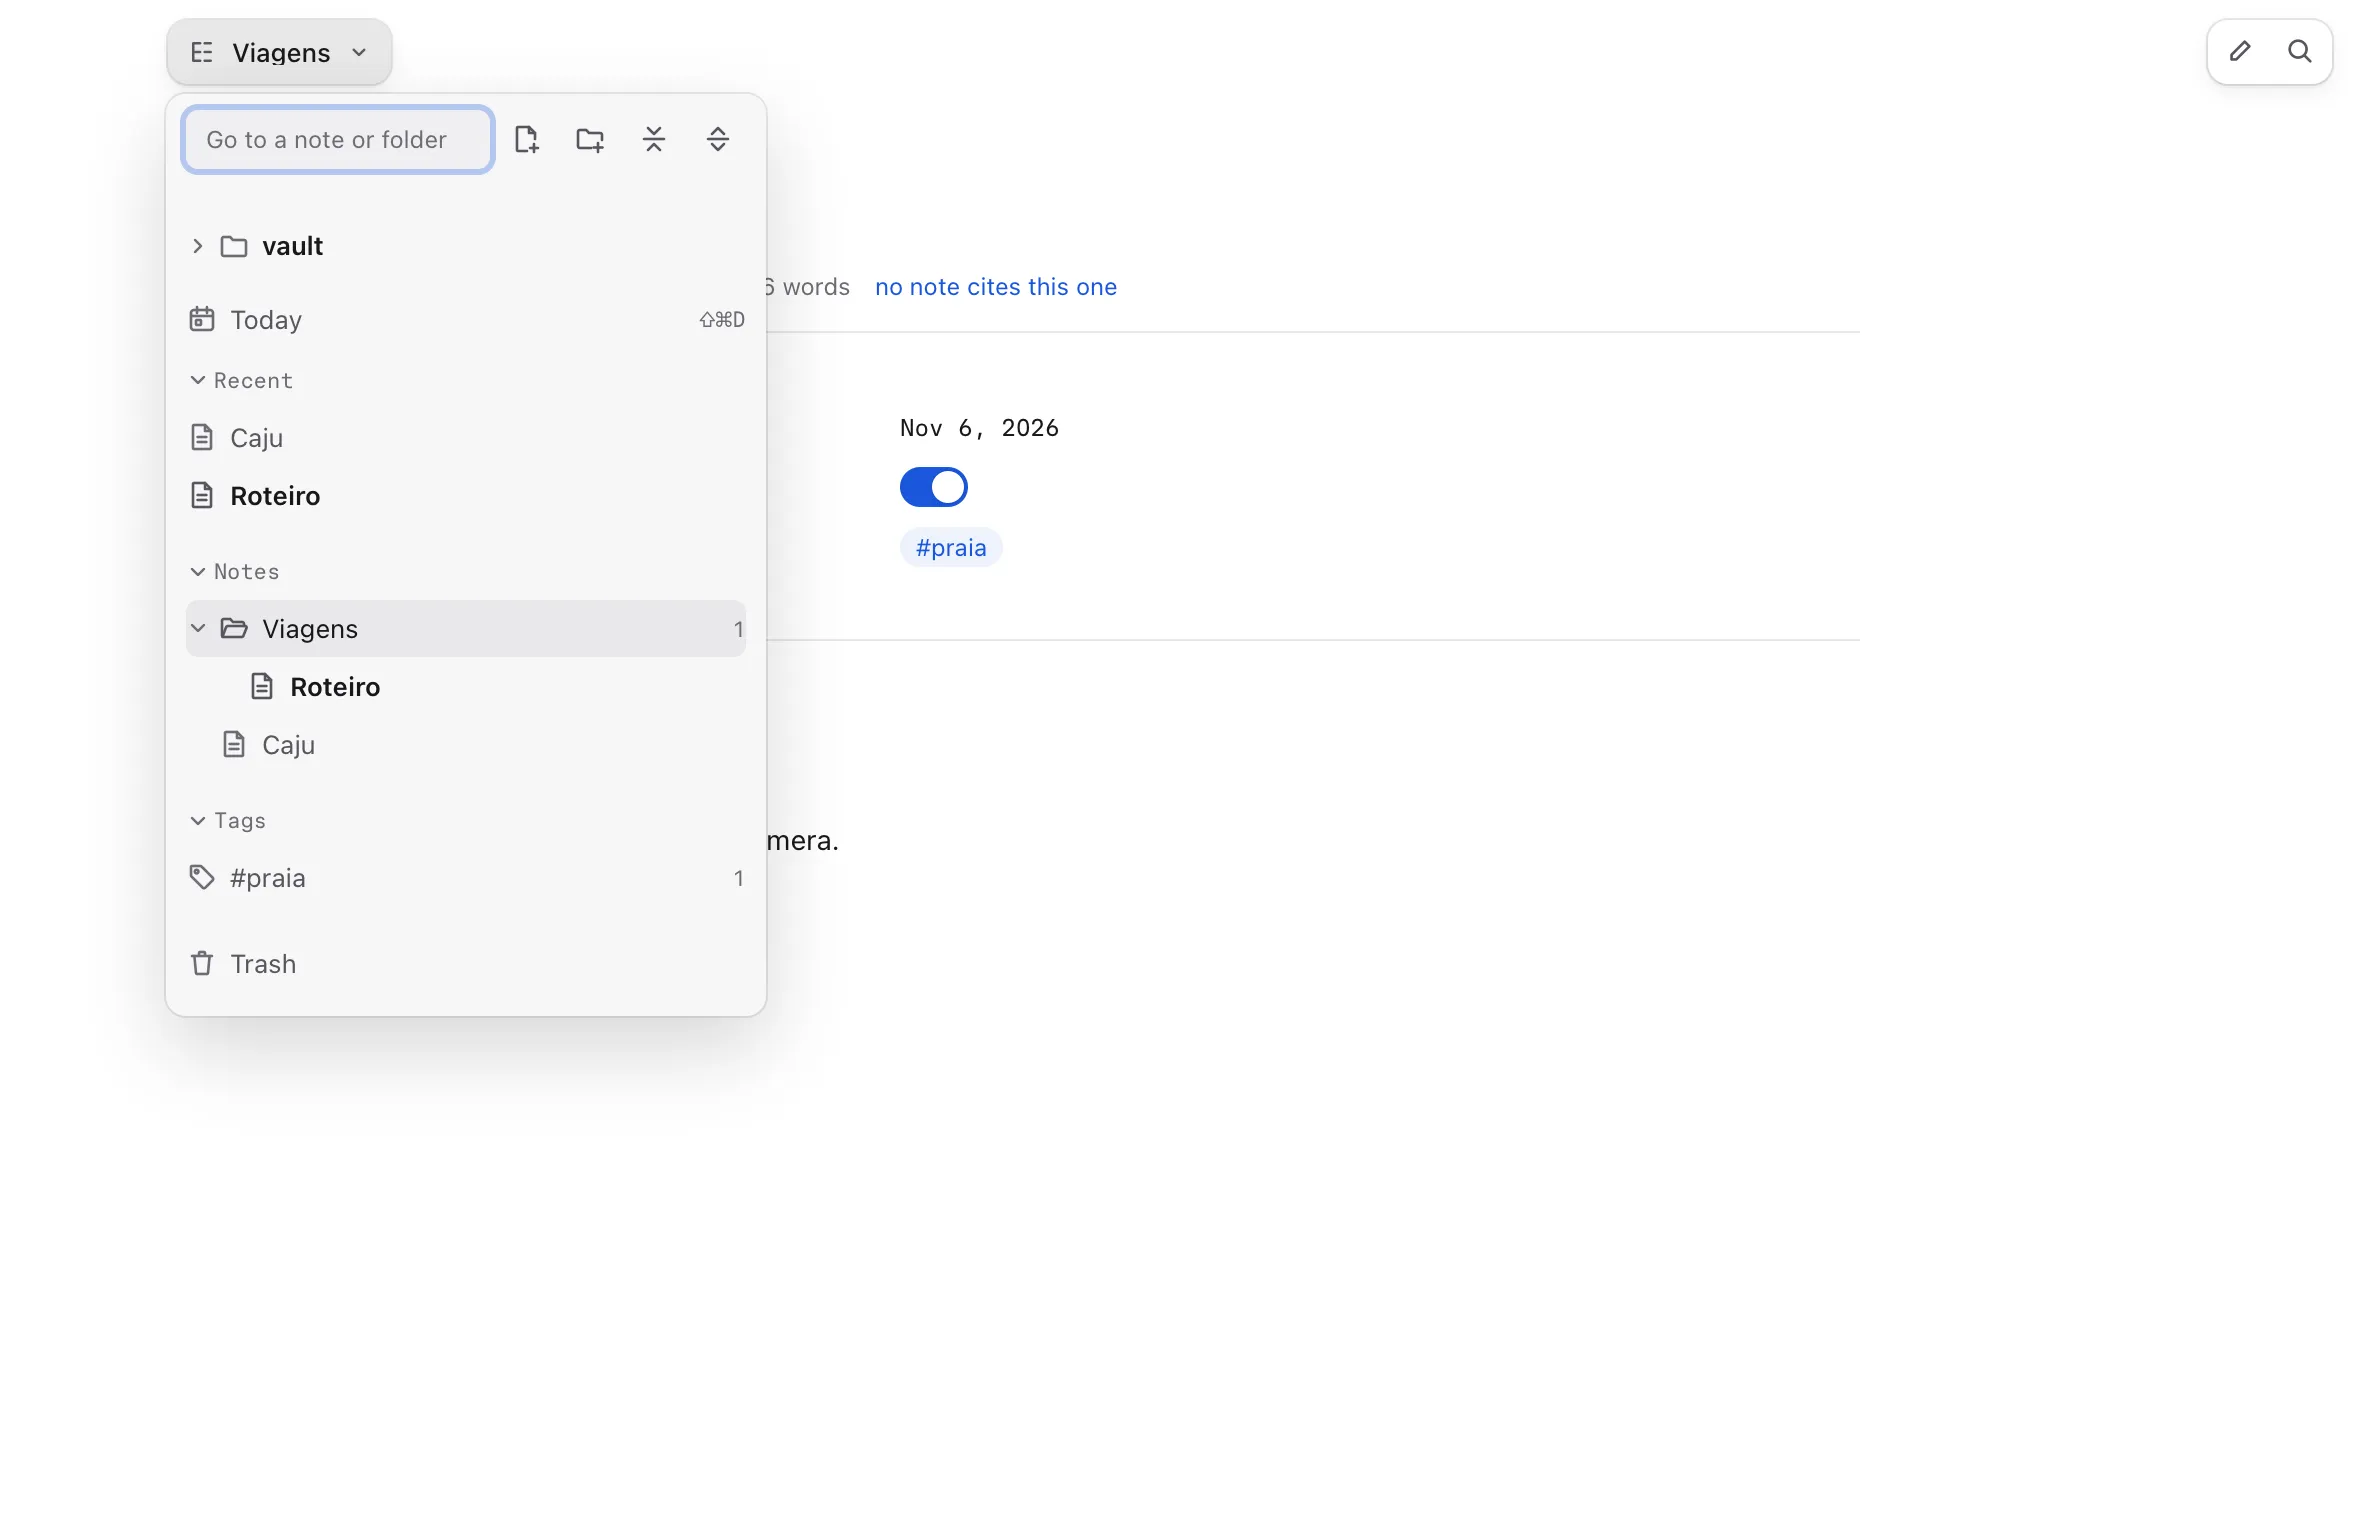 Viagens
Go to a note or folder
vault
6 words no note cites this one
Today ⇧⌘D
Recent
Nov 6, 2026
Caju
Roteiro
#praia
Notes
Viagens 1
Roteiro
Caju
Tags
mera.
#praia 1
Trash